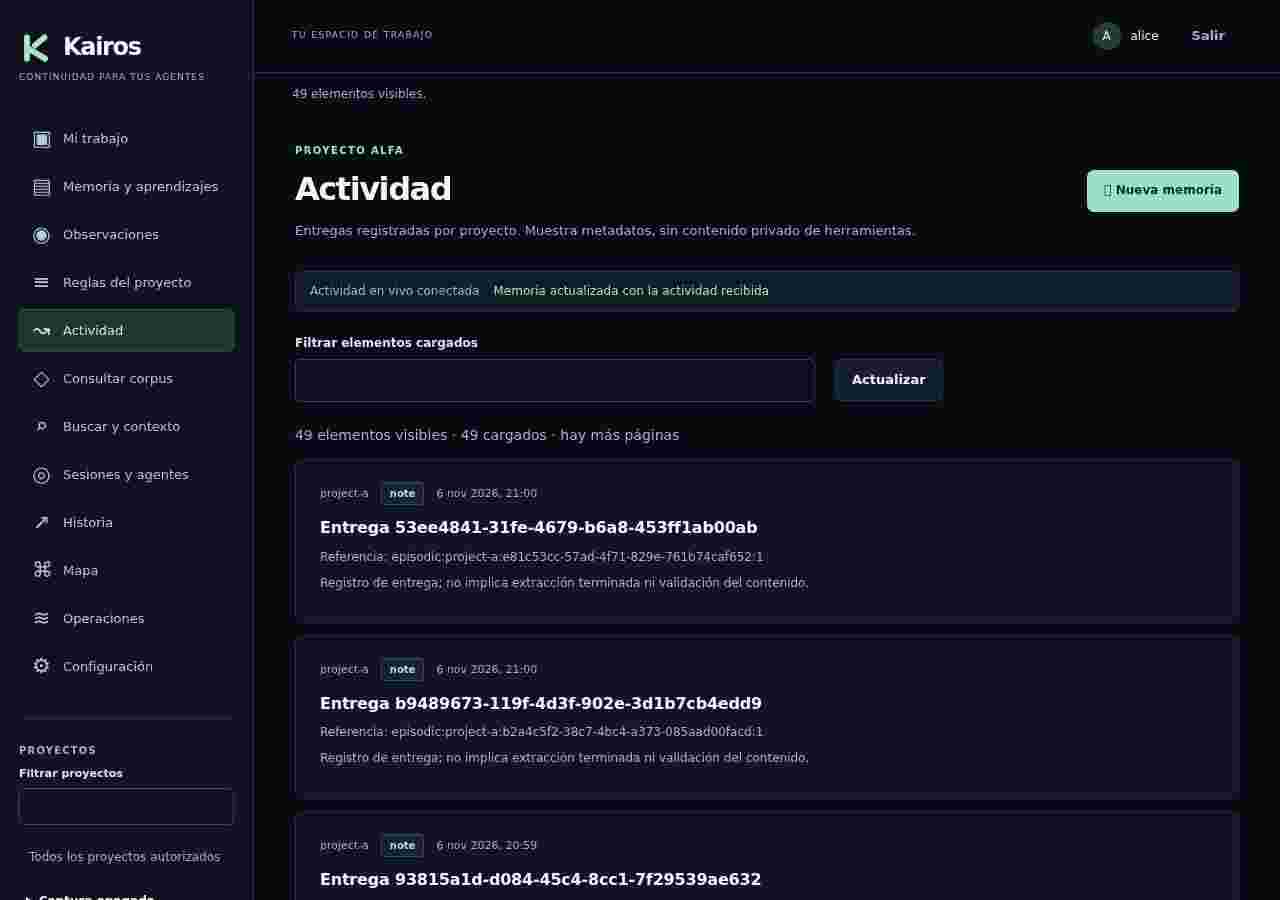 Kairos
CONTINUIDAD PARA TUS AGENTES
Mi trabajo
Memoria y aprendizajes
Observaciones
Reglas del proyecto
Actividad
Consultar corpus
Buscar y contexto
Sesiones y agentes
Historia
Mapa
Operaciones
Configuración
PROYECTOS
Filtrar proyectos
Todos los proyectos autorizados
TU ESPACIO DE TRABAJO
A alice
Salir
49 elementos visibles.
PROYECTO ALFA
Actividad
Nueva memoria
Entregas registradas por proyecto. Muestra metadatos, sin contenido privado de herramientas.
Actividad en vivo conectada Memoria actualizada con la actividad recibida
Filtrar elementos cargados
Actualizar
49 elementos visibles · 49 cargados · hay más páginas
project-a note 6 nov 2026, 21:00
Entrega 53ee4841-31fe-4679-b6a8-453ff1ab00ab
Referencia: episodic:project-a:e81c53cc-57ad-4f71-829e-761b74caf652:1
Registro de entrega; no implica extracción terminada ni validación del contenido.
project-a note 6 nov 2026, 21:00
Entrega b9489673-119f-4d3f-902e-3d1b7cb4edd9
Referencia: episodic:project-a:b2a4c5f2-38c7-4bc4-a373-085aad00facd:1
Registro de entrega; no implica extracción terminada ni validación del contenido.
project-a note 6 nov 2026, 20:59
Entrega 93815a1d-d084-45c4-8cc1-7f29539ae632